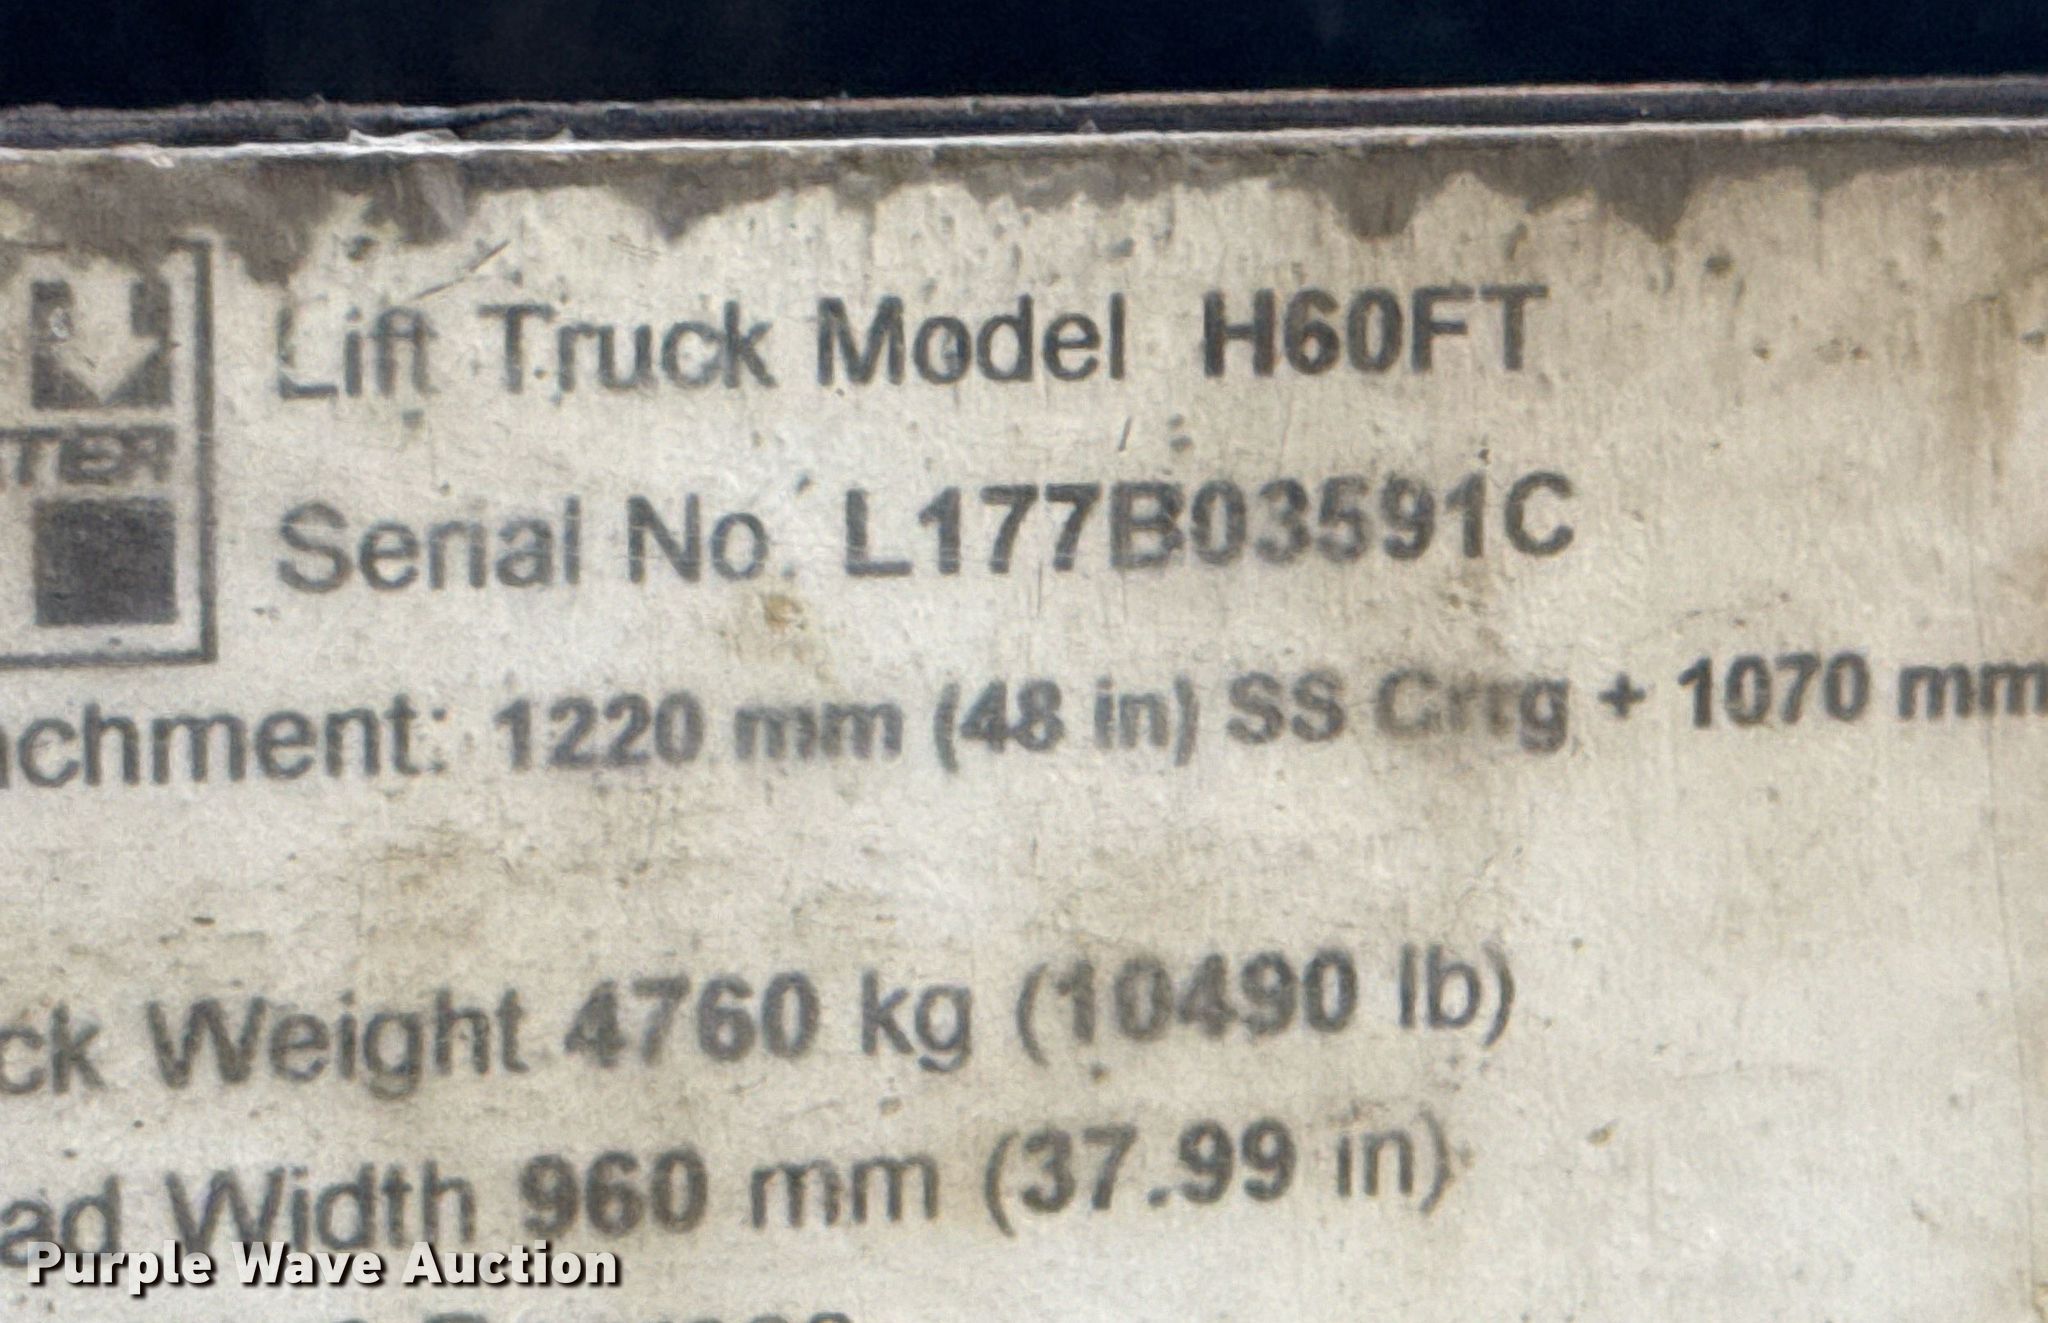 Lift Truck Model H60FT
TER
Serial No. L177B03591C
achment: 1220 mm (48 in) SS Crrg + 1070 mm
ck Weight 4760 kg (10490 lb)
ad Width 960 mm (37.99 in)
Purple Wave Auction